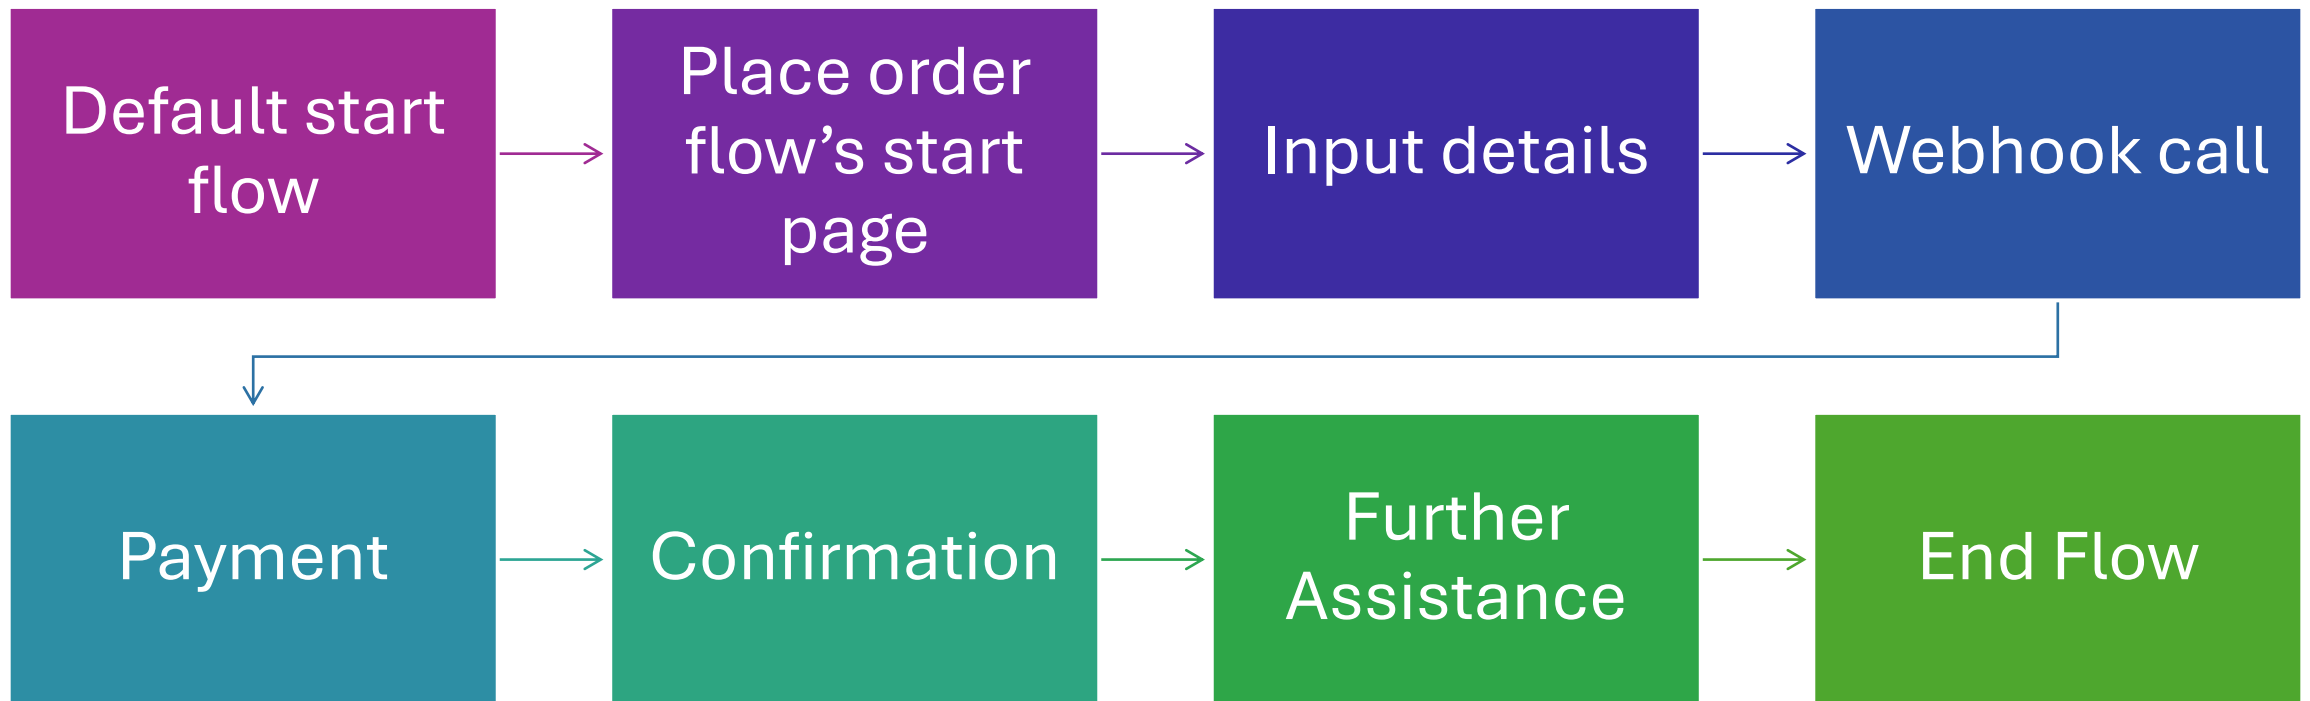 Default start
flow
Place order
flow’s start
page
Input details
Webhook call
Payment
Confirmation
Further
Assistance
End Flow